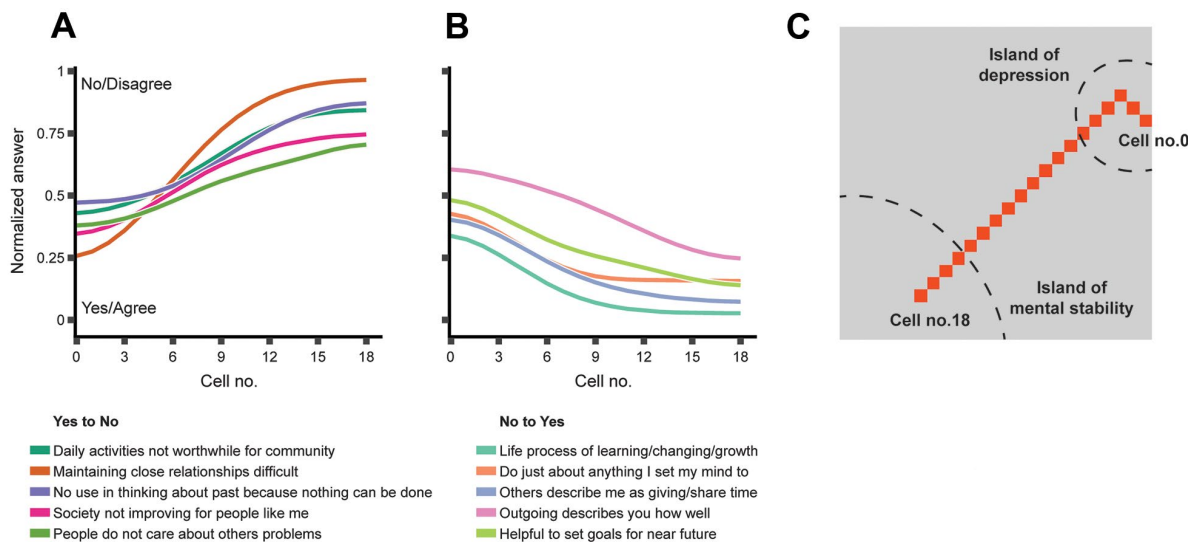 A
B
C
1
0.75
0.5
0.25
0
Normalized answer
No/Disagree
Yes/Agree
0 3 6 9 12 15 18
Cell no.
0 3 6 9 12 15 18
Cell no.
Island of
depression
Cell no.0
Island of
mental stability
Cell no.18
Yes to No
Daily activities not worthwhile for community
Maintaining close relationships difficult
No use in thinking about past because nothing can be done
Society not improving for people like me
People do not care about others problems
No to Yes
Life process of learning/changing/growth
Do just about anything I set my mind to
Others describe me as giving/share time
Outgoing describes you how well
Helpful to set goals for near future